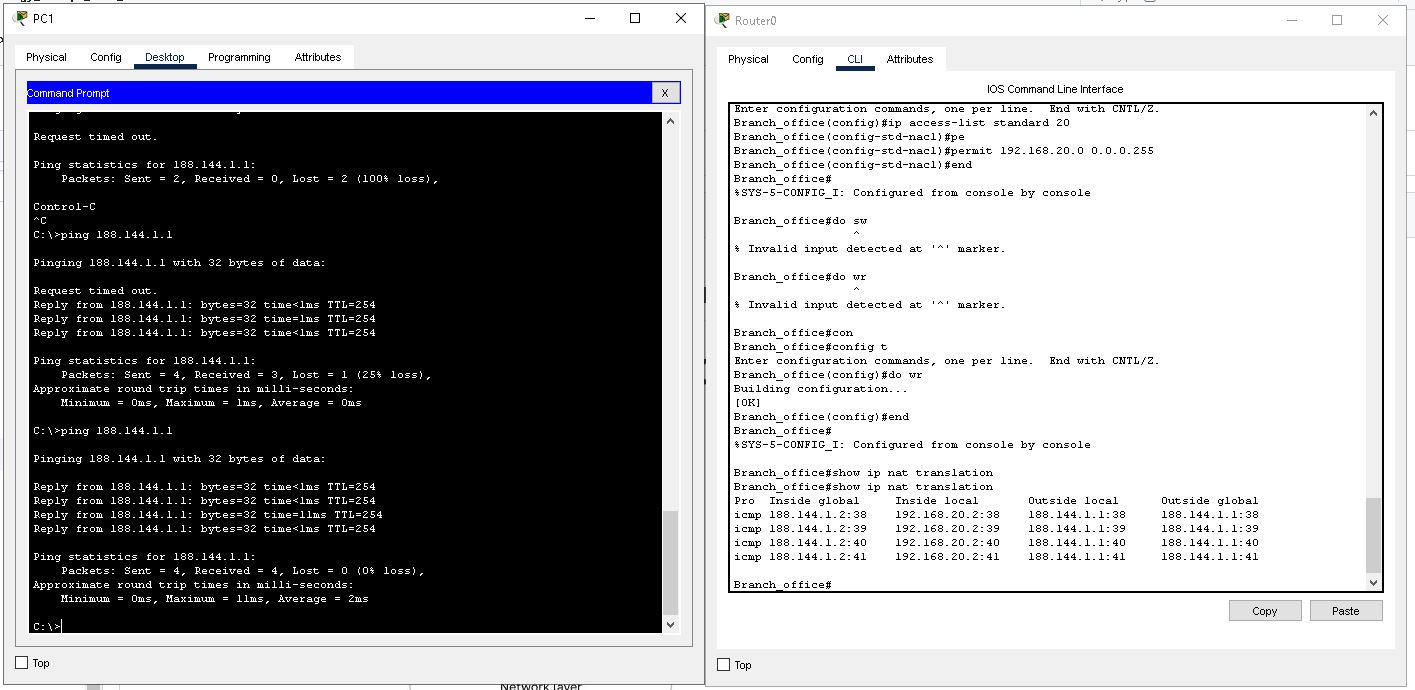 PC1
Physical Config Desktop Programming Attributes
Command Prompt
X
Request timed out.
Ping statistics for 188.144.1.1:
Packets: Sent = 2, Received = 0, Lost = 2 (100% loss),
Control-C
^C
C:\>ping 188.144.1.1
Pinging 188.144.1.1 with 32 bytes of data:
Request timed out.
Reply from 188.144.1.1: bytes=32 time<1ms TTL=254
Reply from 188.144.1.1: bytes=32 time=1ms TTL=254
Reply from 188.144.1.1: bytes=32 time<1ms TTL=254
Ping statistics for 188.144.1.1:
Packets: Sent = 4, Received = 3, Lost = 1 (25% loss),
Approximate round trip times in milli-seconds:
Minimum = 0ms, Maximum = 1ms, Average = 0ms
C:\>ping 188.144.1.1
Pinging 188.144.1.1 with 32 bytes of data:
Reply from 188.144.1.1: bytes=32 time<1ms TTL=254
Reply from 188.144.1.1: bytes=32 time<1ms TTL=254
Reply from 188.144.1.1: bytes=32 time=11ms TTL=254
Reply from 188.144.1.1: bytes=32 time<1ms TTL=254
Ping statistics for 188.144.1.1:
Packets: Sent = 4, Received = 4, Lost = 0 (0% loss),
Approximate round trip times in milli-seconds:
Minimum = 0ms, Maximum = 11ms, Average = 2ms
C:\>
Top
Router0
Physical Config CLI Attributes
IOS Command Line Interface
Enter configuration commands, one per line. End with CNTL/Z.
Branch_office(config)#ip access-list standard 20
Branch_office(config-std-nacl)#pe
Branch_office(config-std-nacl)#permit 192.168.20.0 0.0.0.255
Branch_office(config-std-nacl)#end
Branch_office#
%SYS-5-CONFIG_I: Configured from console by console
Branch_office#do sw
^
% Invalid input detected at '^' marker.
Branch_office#do wr
^
% Invalid input detected at '^' marker.
Branch_office#con
Branch_office#config t
Enter configuration commands, one per line. End with CNTL/Z.
Branch_office(config)#do wr
Building configuration...
[OK]
Branch_office(config)#end
Branch_office#
%SYS-5-CONFIG_I: Configured from console by console
Branch_office#show ip nat translation
Branch_office#show ip nat translation
Pro Inside global Inside local Outside local Outside global
icmp 188.144.1.2:38 192.168.20.2:38 188.144.1.1:38 188.144.1.1:38
icmp 188.144.1.2:39 192.168.20.2:39 188.144.1.1:39 188.144.1.1:39
icmp 188.144.1.2:40 192.168.20.2:40 188.144.1.1:40 188.144.1.1:40
icmp 188.144.1.2:41 192.168.20.2:41 188.144.1.1:41 188.144.1.1:41
Branch_office#
Copy Paste
Top
Network layer